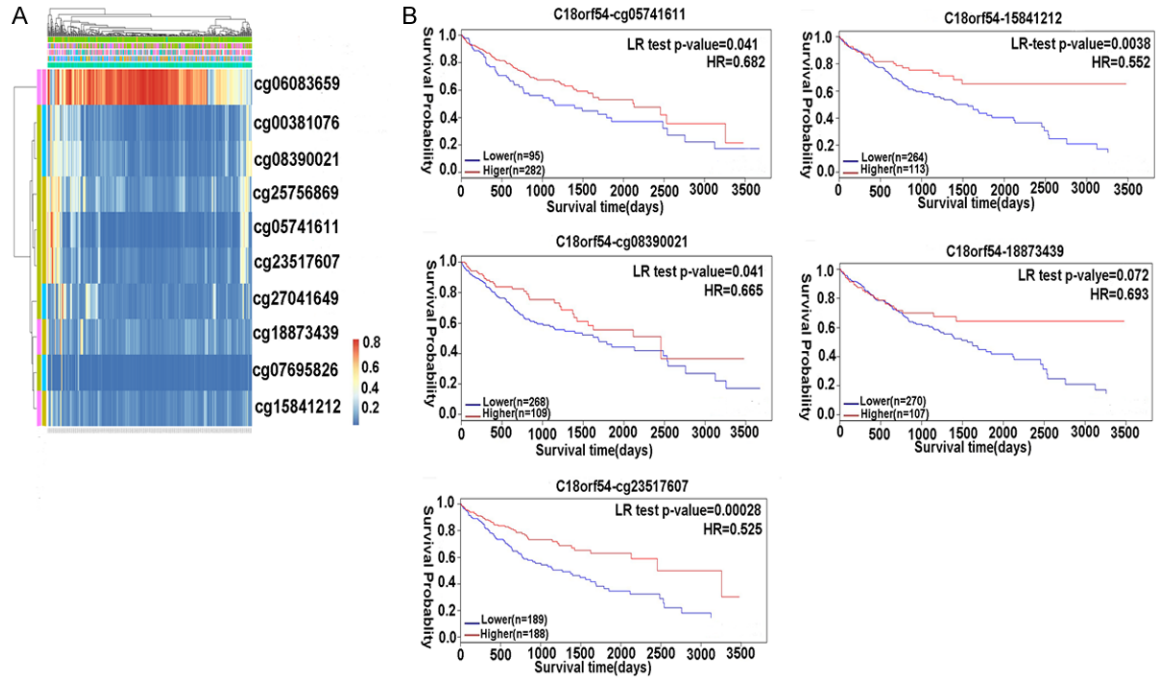 A
cg06083659
cg00381076
cg08390021
cg25756869
cg05741611
cg23517607
cg27041649
cg18873439
cg07695826
cg15841212
0.8
0.6
0.4
0.2
B
C18orf54-cg05741611
LR test p-value=0.041
HR=0.682
Survival Probability
1.0
0.8
0.6
0.4
0.2
0.0
Lower(n=95)
Higer(n=282)
0 500 1000 1500 2000 2500 3000 3500
Survival time(days)
C18orf54-15841212
LR-test p-value=0.0038
HR=0.552
Survival Probability
1.0
0.8
0.6
0.4
0.2
0.0
Lower(n=264)
Higher(n=113)
0 500 1000 1500 2000 2500 3000 3500
Survival time(days)
C18orf54-cg08390021
LR test p-value=0.041
HR=0.665
Survival Probability
1.0
0.8
0.6
0.4
0.2
0.0
Lower(n=268)
Higher(n=109)
0 500 1000 1500 2000 2500 3000 3500
Survival time(days)
C18orf54-18873439
LR test p-valye=0.072
HR=0.693
Survival Probability
1.0
0.8
0.6
0.4
0.2
0.0
Lower(n=270)
Higher(n=107)
0 500 1000 1500 2000 2500 3000 3500
Survival time(days)
C18orf54-cg23517607
LR test p-value=0.00028
HR=0.525
Survival Probablity
1.0
0.8
0.6
0.4
0.2
0.0
Lower(n=189)
Higher(n=188)
0 500 1000 1500 2000 2500 3000 3500
Survival time(days)